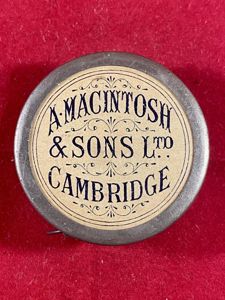 A. MACINTOSH
& SONS LTD
CAMBRIDGE